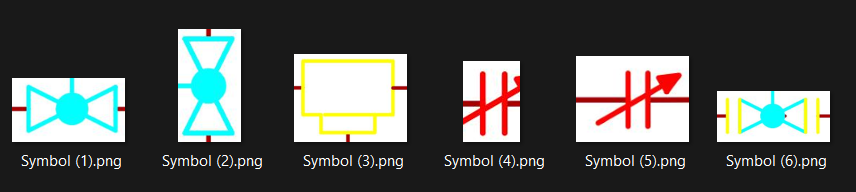 Symbol (1).png
Symbol (2).png
Symbol (3).png
Symbol (4).png
Symbol (5).png
Symbol (6).png